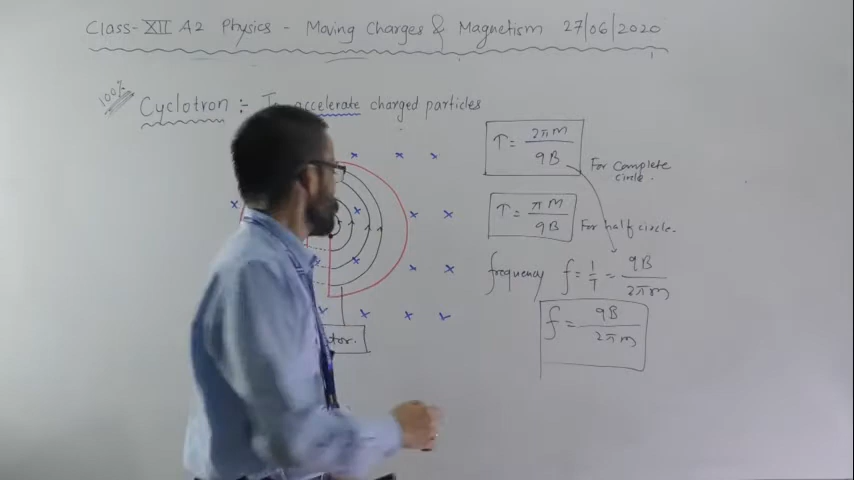 Class-XII A2 Physics - Moving Charges & Magnetism 27/06/2020
100%
Cyclotron :- To accelerate charged particles
T = 2πm / qB
For complete circle.
T = πm / qB
For half circle.
frequency f = 1/T = qB / 2πm
f = qB / 2πm
tor.